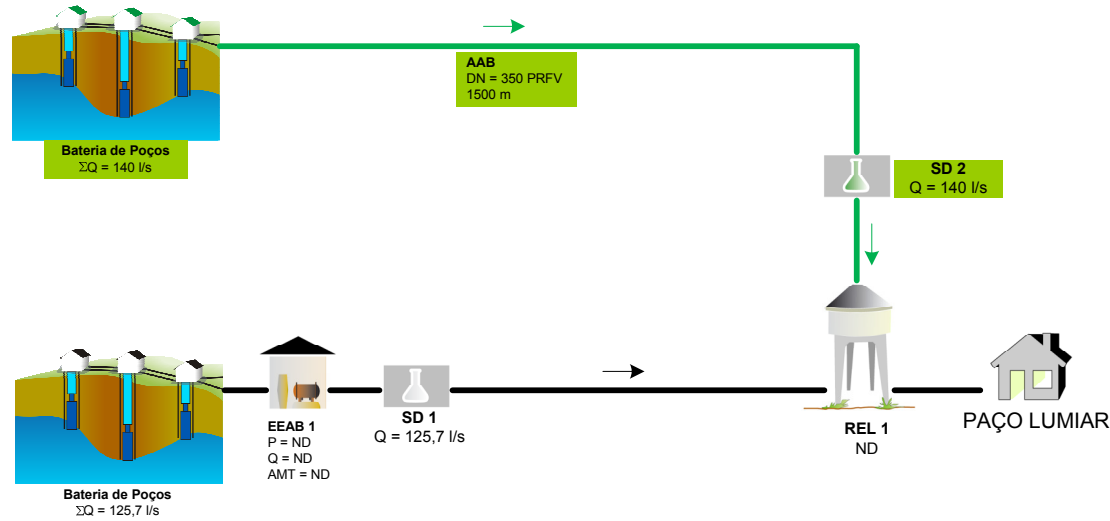 AAB
DN = 350 PRFV
1500 m
Bateria de Poços
ΣQ = 140 l/s
SD 2
Q = 140 l/s
EEAB 1
P = ND
Q = ND
AMT = ND
SD 1
Q = 125,7 l/s
REL 1
ND
PAÇO LUMIAR
Bateria de Poços
ΣQ = 125,7 l/s